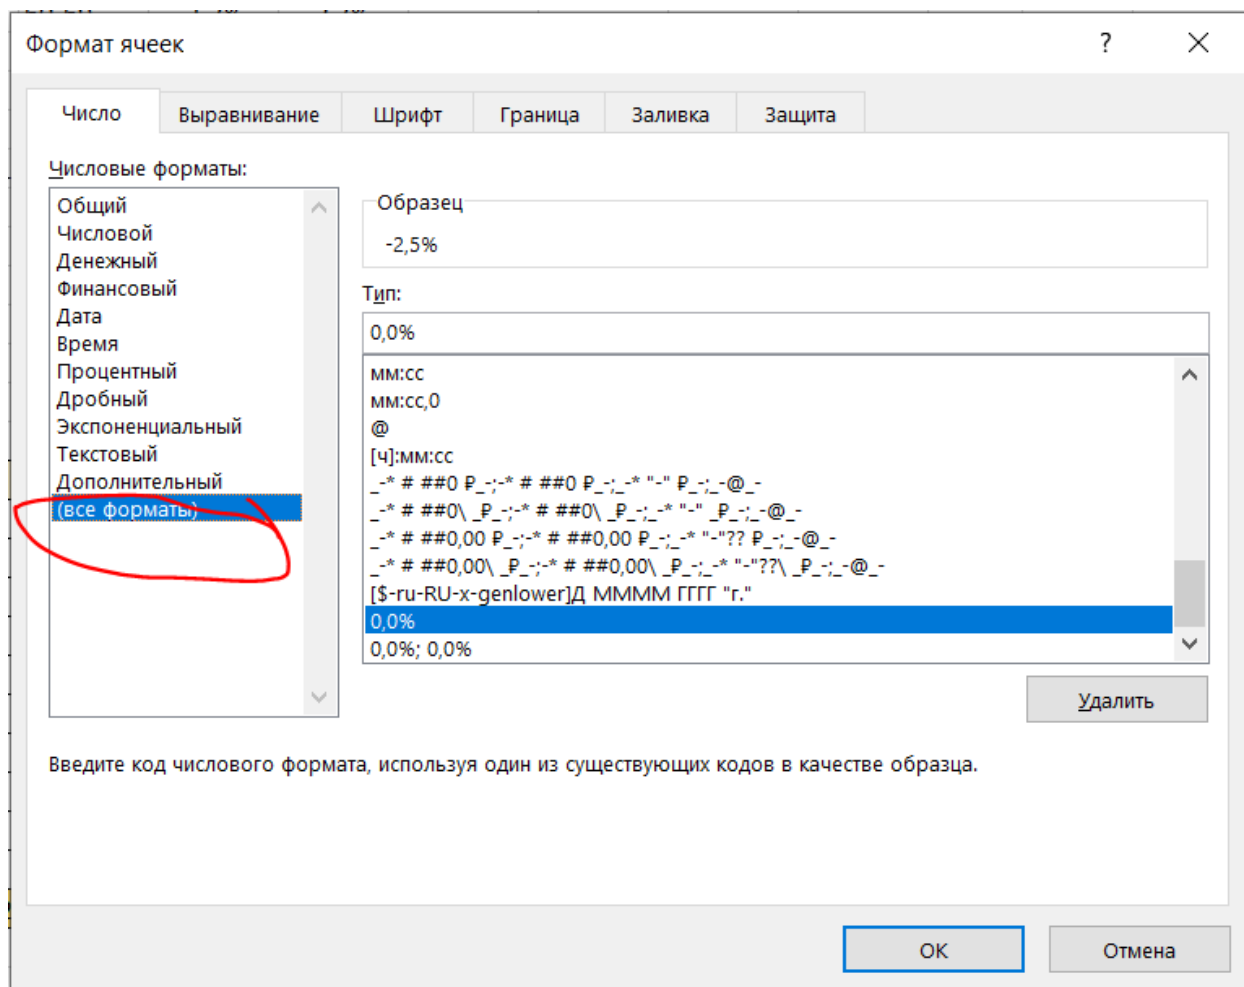 Формат ячеек
?
Число
Выравнивание
Шрифт
Граница
Заливка
Защита
Числовые форматы:
Общий
Числовой
Денежный
Финансовый
Дата
Время
Процентный
Дробный
Экспоненциальный
Текстовый
Дополнительный
(все форматы)
Образец
-2,5%
Тип:
0,0%
мм:сс
мм:сс,0
@
[ч]:мм:сс
_-* # ##0 ₽_-;-* # ##0 ₽_-;_-* "-" ₽_-;_-@_-
_-* # ##0\ _₽_-;-* # ##0\ _₽_-;_-* "-" _₽_-;_-@_-
_-* # ##0,00 ₽_-;-* # ##0,00 ₽_-;_-* "-"?? ₽_-;_-@_-
_-* # ##0,00\ _₽_-;-* # ##0,00\ _₽_-;_-* "-"??\ _₽_-;_-@_-
[$-ru-RU-x-genlower]Д ММММ ГГГГ "г."
0,0%
0,0%; 0,0%
Удалить
Введите код числового формата, используя один из существующих кодов в качестве образца.
ОК
Отмена